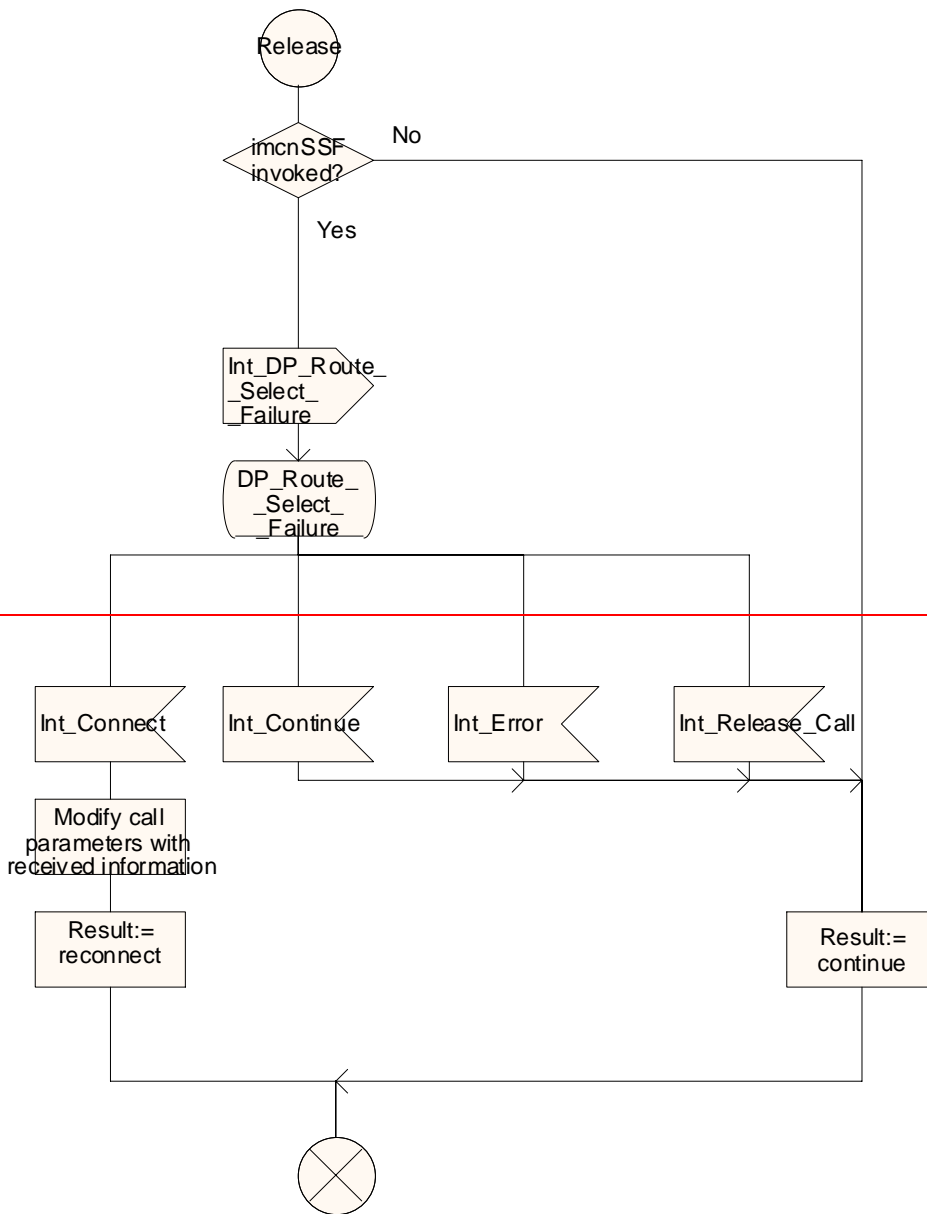 Release
imcnSSF
invoked?
No
Yes
Int_DP_Route_
_Select_
_Failure
DP_Route_
_Select_
_Failure
Int_Connect
Int_Continue
Int_Error
Int_Release_Call
Modify call
parameters with
received information
Result:=
reconnect
Result:=
continue